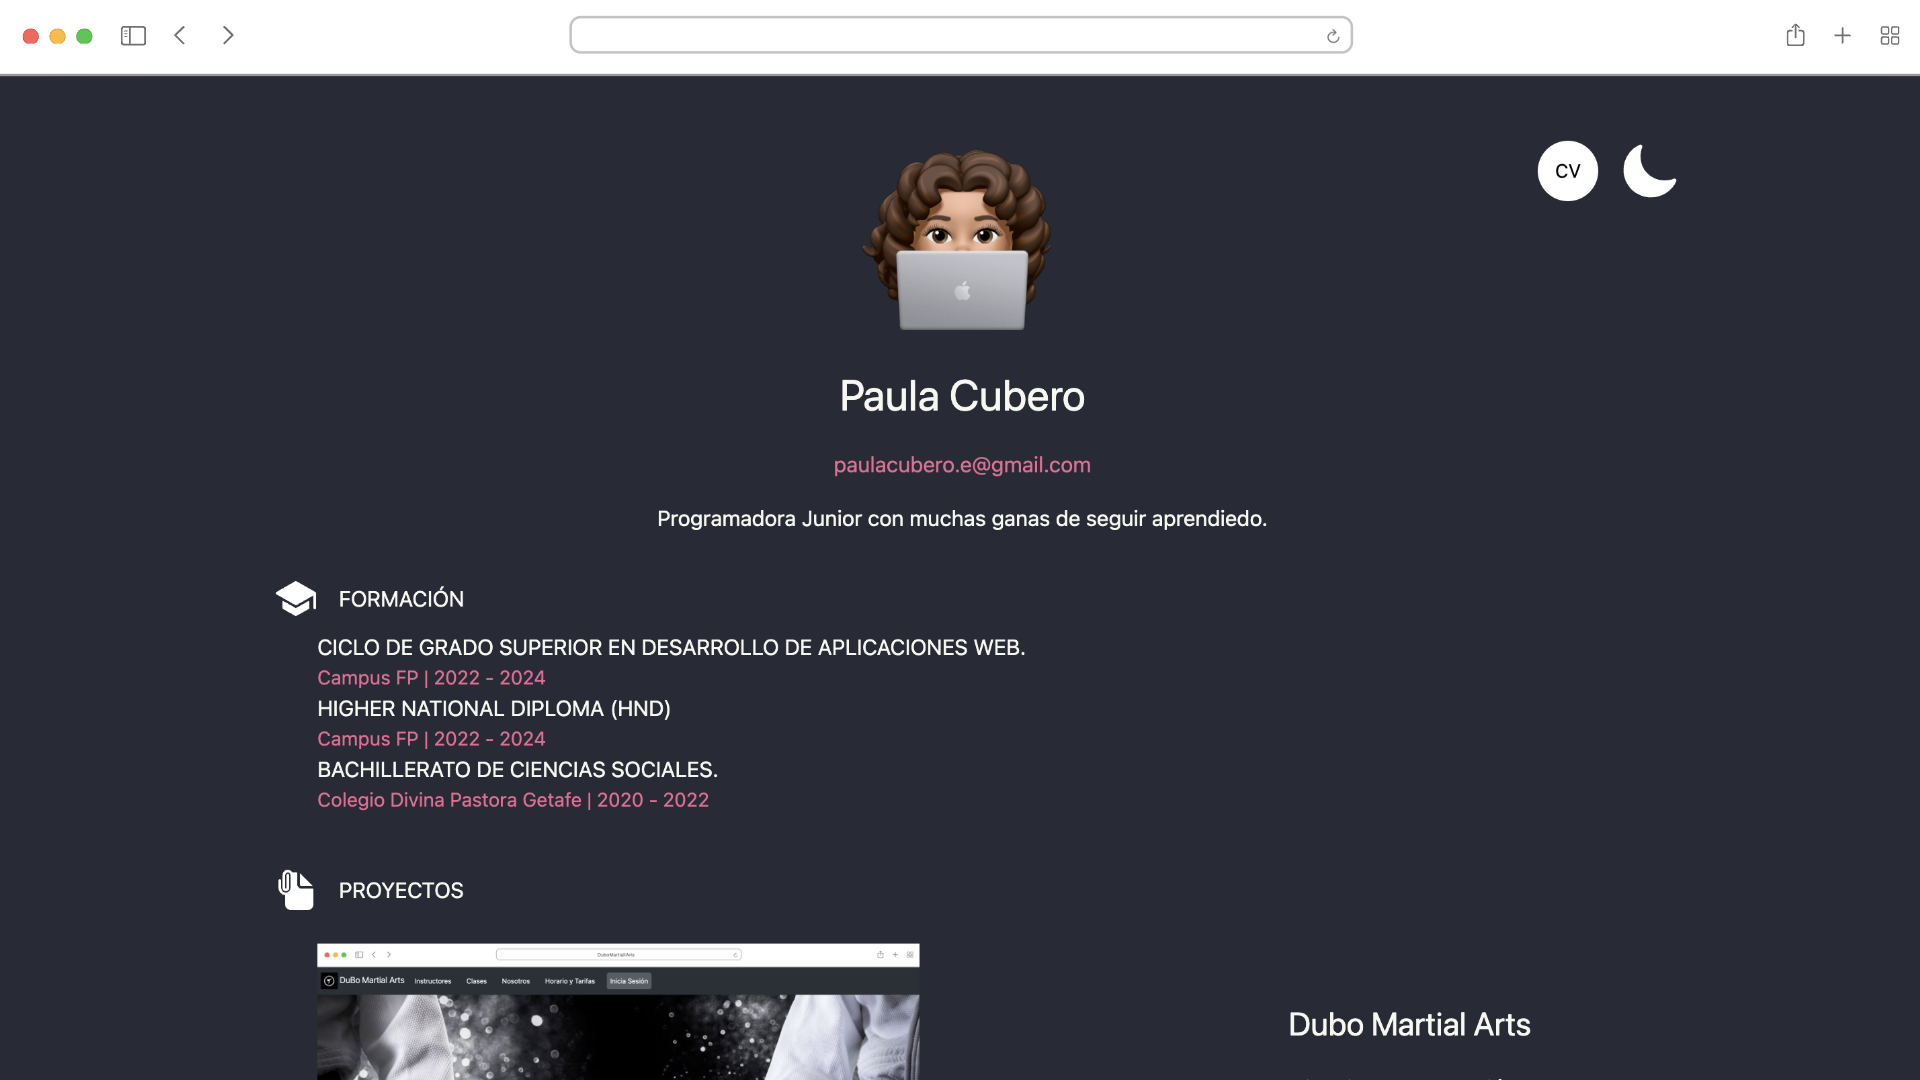 CV
Paula Cubero
paulacubero.e@gmail.com
Programadora Junior con muchas ganas de seguir aprendiedo.
FORMACIÓN
CICLO DE GRADO SUPERIOR EN DESARROLLO DE APLICACIONES WEB.
Campus FP | 2022 - 2024
HIGHER NATIONAL DIPLOMA (HND)
Campus FP | 2022 - 2024
BACHILLERATO DE CIENCIAS SOCIALES.
Colegio Divina Pastora Getafe | 2020 - 2022
PROYECTOS
DuboMartialArts
DuBo Martial Arts Instructores Clases Nosotros Horario y Tarifas Inicia Sesión
Dubo Martial Arts